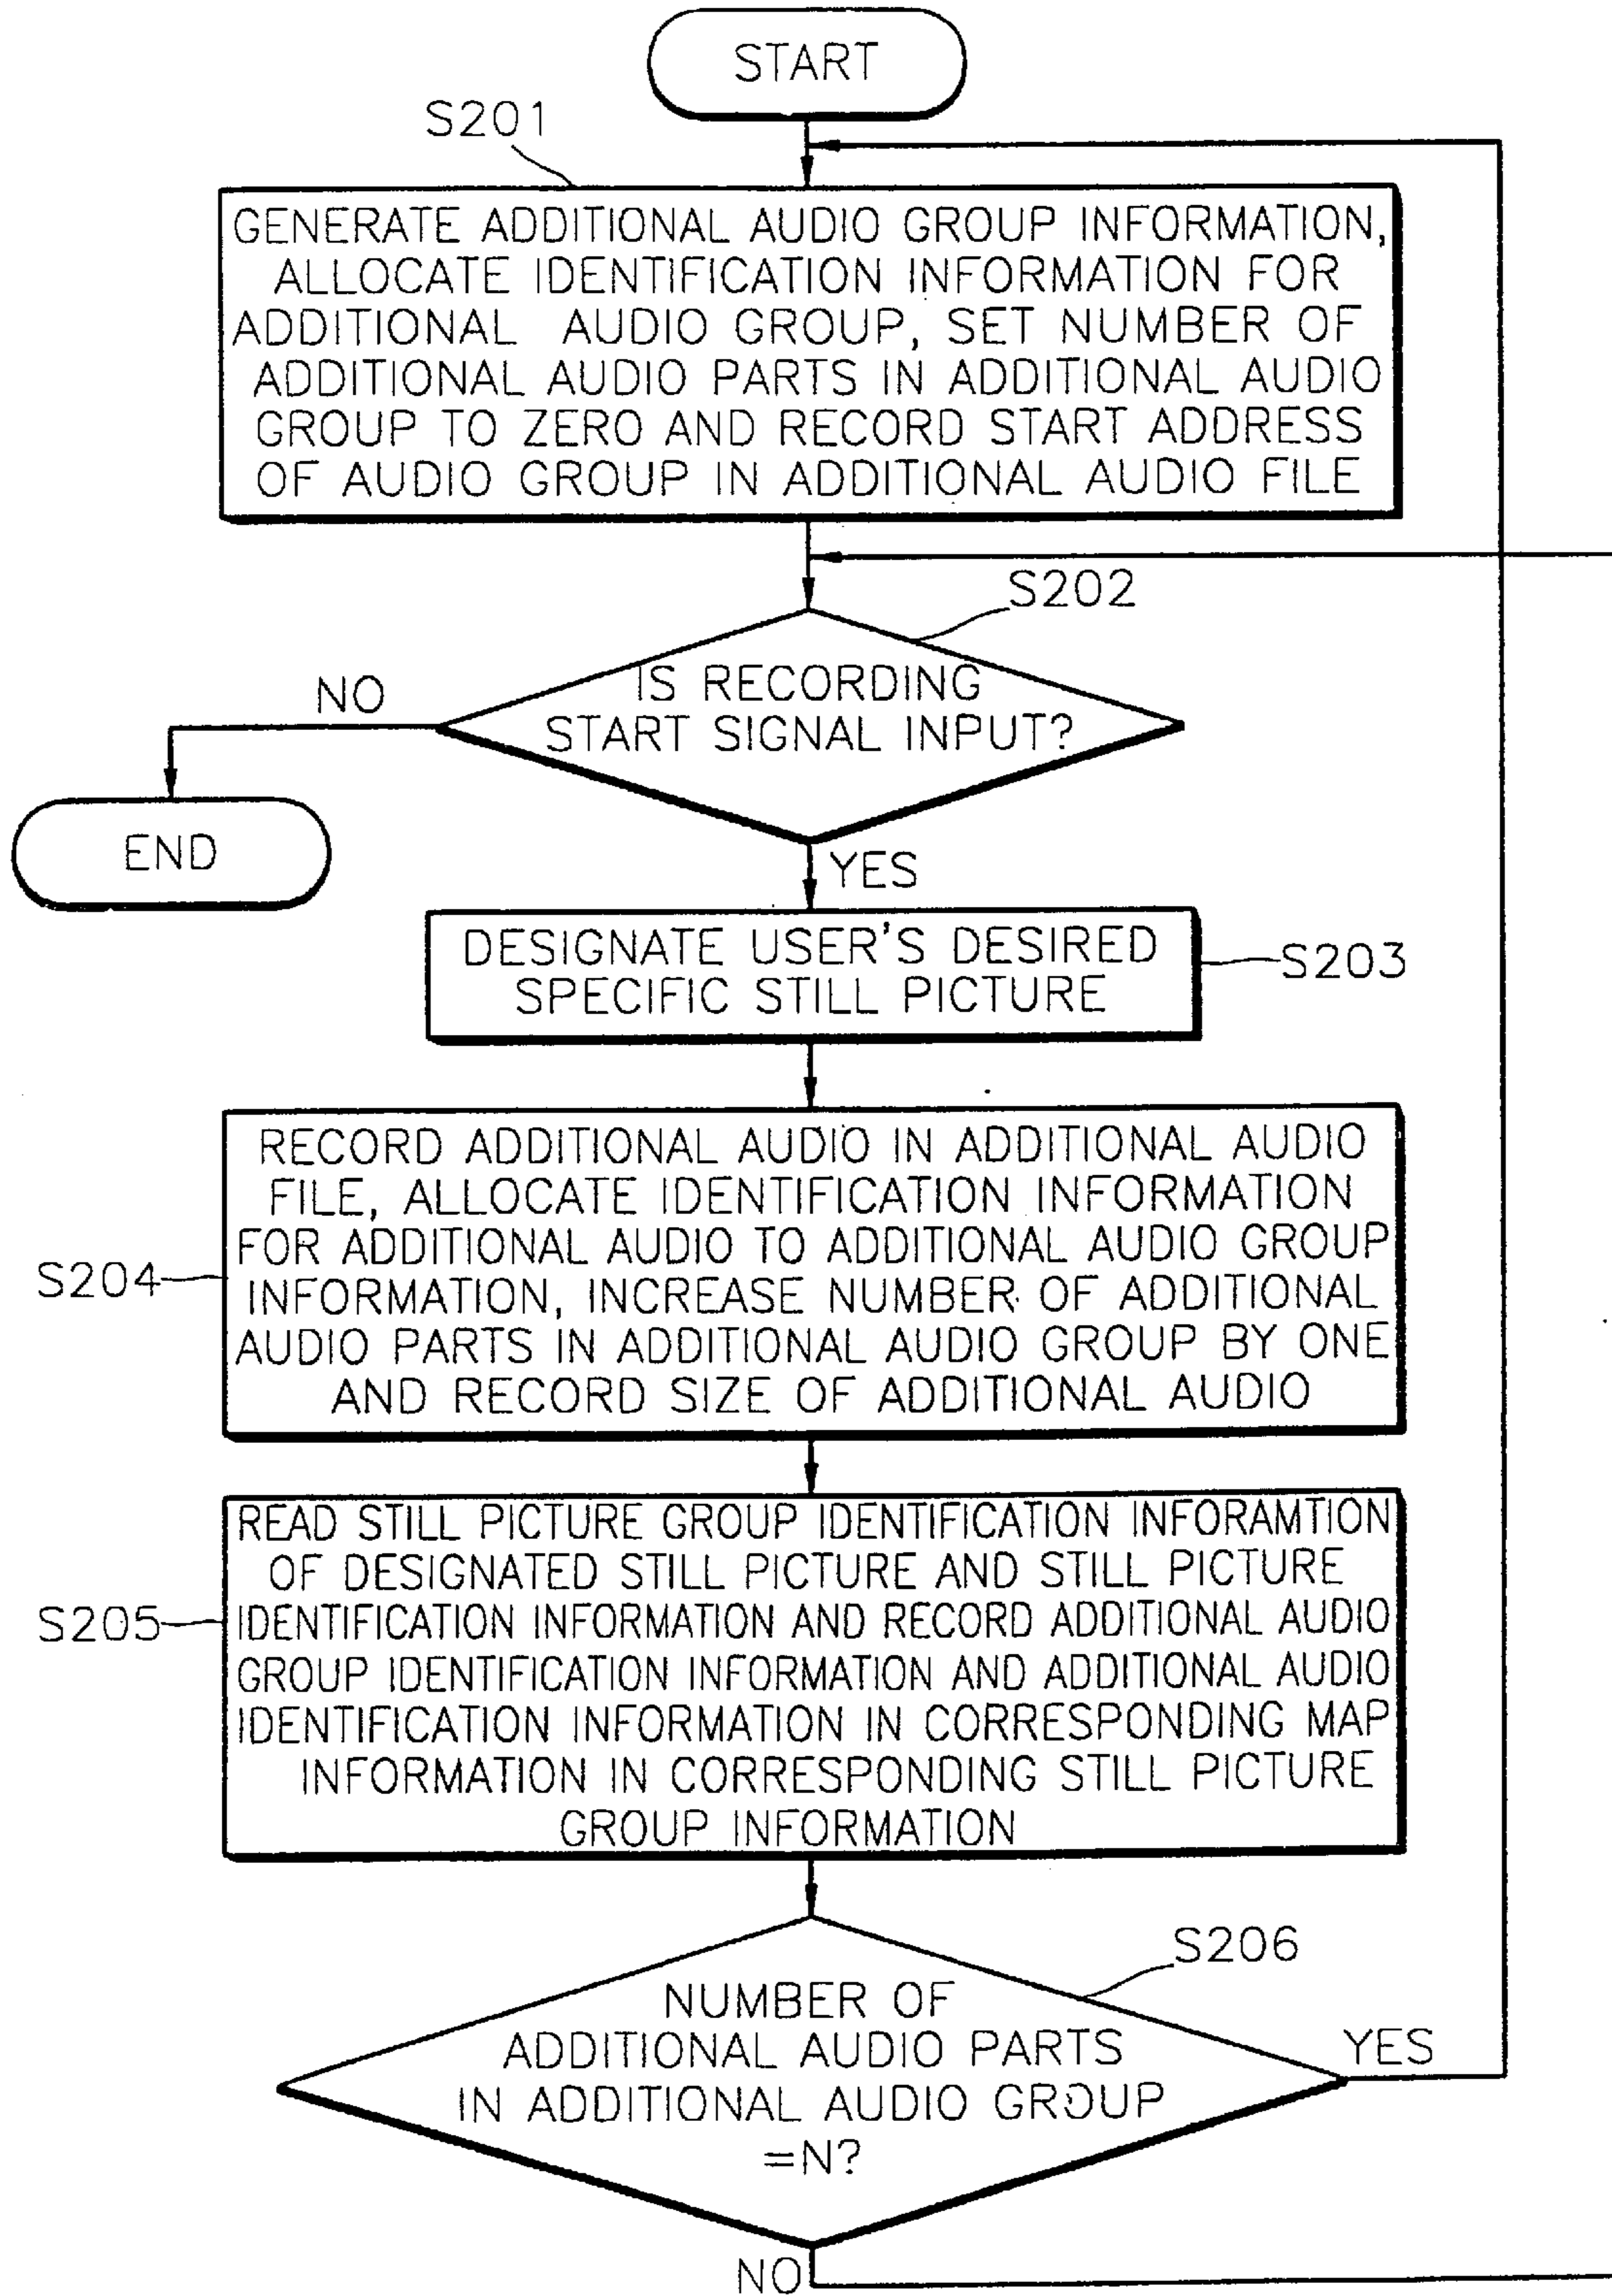 START
S201
GENERATE ADDITIONAL AUDIO GROUP INFORMATION,
ALLOCATE IDENTIFICATION INFORMATION FOR
ADDITIONAL AUDIO GROUP, SET NUMBER OF
ADDITIONAL AUDIO PARTS IN ADDITIONAL AUDIO
GROUP TO ZERO AND RECORD START ADDRESS
OF AUDIO GROUP IN ADDITIONAL AUDIO FILE
S202
IS RECORDING
START SIGNAL INPUT?
NO
END
YES
DESIGNATE USER'S DESIRED
SPECIFIC STILL PICTURE
S203
RECORD ADDITIONAL AUDIO IN ADDITIONAL AUDIO
FILE, ALLOCATE IDENTIFICATION INFORMATION
FOR ADDITIONAL AUDIO TO ADDITIONAL AUDIO GROUP
INFORMATION, INCREASE NUMBER OF ADDITIONAL
AUDIO PARTS IN ADDITIONAL AUDIO GROUP BY ONE
AND RECORD SIZE OF ADDITIONAL AUDIO
S204
READ STILL PICTURE GROUP IDENTIFICATION INFORAMTION
OF DESIGNATED STILL PICTURE AND STILL PICTURE
IDENTIFICATION INFORMATION AND RECORD ADDITIONAL AUDIO
GROUP IDENTIFICATION INFORMATION AND ADDITIONAL AUDIO
IDENTIFICATION INFORMATION IN CORRESPONDING MAP
INFORMATION IN CORRESPONDING STILL PICTURE
GROUP INFORMATION
S205
S206
NUMBER OF
ADDITIONAL AUDIO PARTS
IN ADDITIONAL AUDIO GROUP
=N?
YES
NO